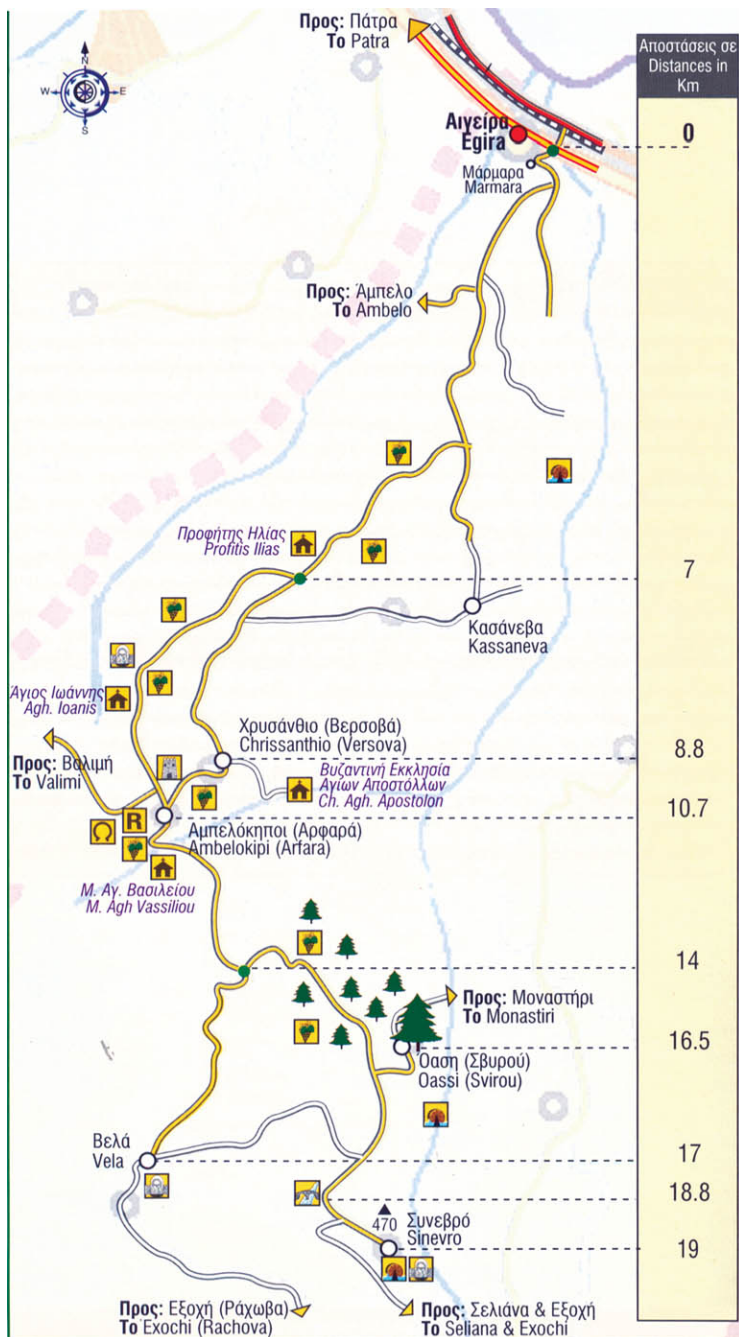 Προς: Πάτρα
To Patra
Αποστάσεις σε
Distances in
Km
N
W
E
S
Αιγείρα
Egira
0
Μάρμαρα
Marmara
Προς: Άμπελο
To Ambelo
Προφήτης Ηλίας
Profitis Ilias
7
Κασάνεβα
Kassaneva
Άγιος Ιωάννης
Agh. Ioanis
Χρυσάνθιο (Βερσοβά)
Chrissanthio (Versova)
8.8
Προς: Βαλιμή
To Valimi
Βυζαντινή Εκκλησία
Αγίων Αποστόλλων
Ch. Agh. Apostolon
10.7
R
Αμπελόκηποι (Αρφαρά)
Ambelokipi (Arfara)
Μ. Αγ. Βασιλείου
M. Agh Vassiliou
14
Προς: Μοναστήρι
To Monastiri
16.5
Όαση (Σβυρού)
Oassi (Svirou)
Βελά
Vela
17
18.8
470
Συνεβρό
Sinevro
19
Προς: Εξοχή (Ράχωβα)
To Exochi (Rachova)
Προς: Σελιάνα & Εξοχή
To Seliana & Exochi